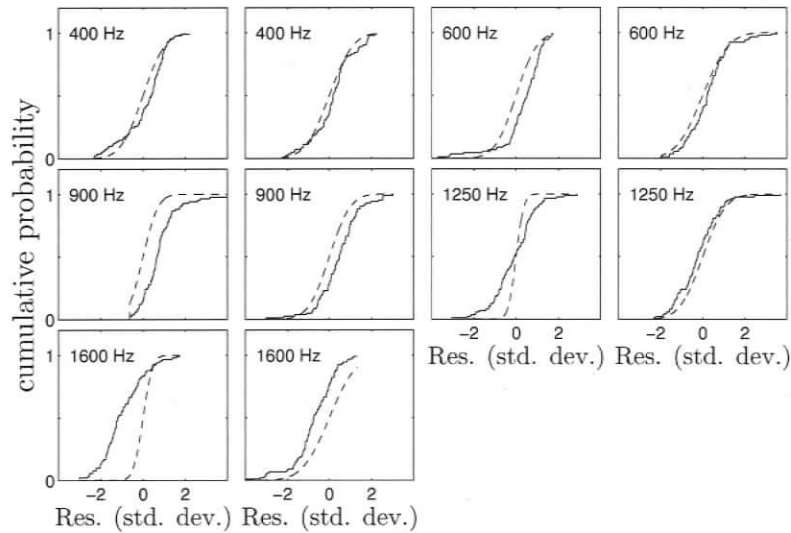 cumulative probability
1
400 Hz
400 Hz
600 Hz
600 Hz
0
1
900 Hz
900 Hz
1250 Hz
1250 Hz
0
-2 0 2
-2 0 2
Res. (std. dev.)
Res. (std. dev.)
1
1600 Hz
1600 Hz
0
-2 0 2
-2 0 2
Res. (std. dev.)
Res. (std. dev.)